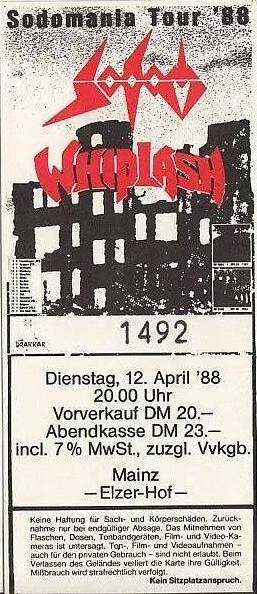 Sodomania Tour '88
SODOM
WHIPLASH
DRAKKAR
1492
Dienstag, 12. April '88
20.00 Uhr
Vorverkauf DM 20.—
Abendkasse DM 23.—
incl. 7% MwSt., zuzgl. Vvkgb.
Mainz
—Elzer-Hof—
Keine Haftung für Sach- und Körperschäden. Zurück-
nahme nur bei endgültiger Absage. Das Mitnehmen von
Flaschen, Dosen, Tonbandgeräten, Film- und Video-Ka-
meras ist untersagt. Top-, Film- und Videoaufnahmen –
auch für den privaten Gebrauch – sind nicht erlaubt. Beim
Verlassen des Geländes verliert die Karte ihre Gültigkeit.
Mißbrauch wird strafrechtlich verfolgt.
Kein Sitzplatzanspruch.